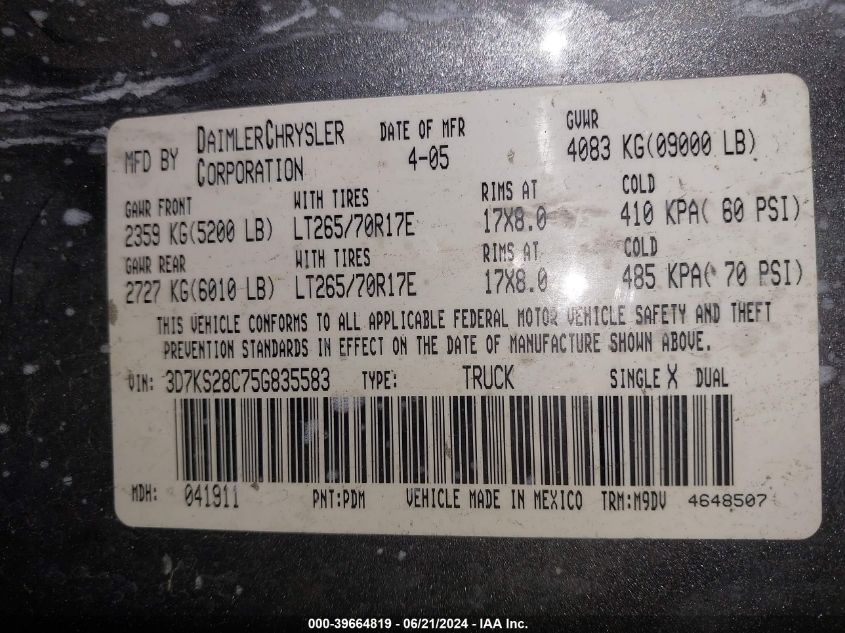 MFD BY DAIMLERCHRYSLER CORPORATION DATE OF MFR 4-05 GVWR 4083 KG(09000 LB)
GAWR FRONT WITH TIRES RIMS AT COLD
2359 KG(5200 LB) LT265/70R17E 17X8.0 410 KPA( 60 PSI)
GAWR REAR WITH TIRES RIMS AT COLD
2727 KG(6010 LB) LT265/70R17E 17X8.0 485 KPA( 70 PSI)
THIS VEHICLE CONFORMS TO ALL APPLICABLE FEDERAL MOTOR VEHICLE SAFETY AND THEFT
PREVENTION STANDARDS IN EFFECT ON THE DATE OF MANUFACTURE SHOWN ABOVE.
VIN: 3D7KS28C75G835583 TYPE: TRUCK SINGLE X DUAL
MDH: 041911 PNT:PDM VEHICLE MADE IN MEXICO TRM:M9DV 4648507
000-39664819 - 06/21/2024 - IAA Inc.